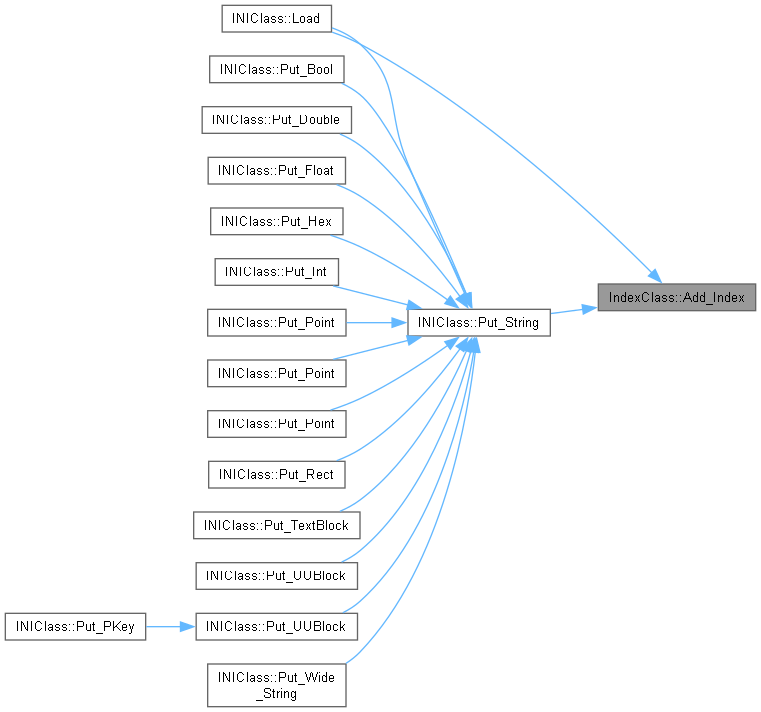 INIClass::Load
INIClass::Put_Bool
INIClass::Put_Double
INIClass::Put_Float
INIClass::Put_Hex
INIClass::Put_Int
IndexClass::Add_Index
INIClass::Put_Point
INIClass::Put_String
INIClass::Put_Point
INIClass::Put_Point
INIClass::Put_Rect
INIClass::Put_TextBlock
INIClass::Put_UUBlock
INIClass::Put_PKey
INIClass::Put_UUBlock
INIClass::Put_Wide
_String